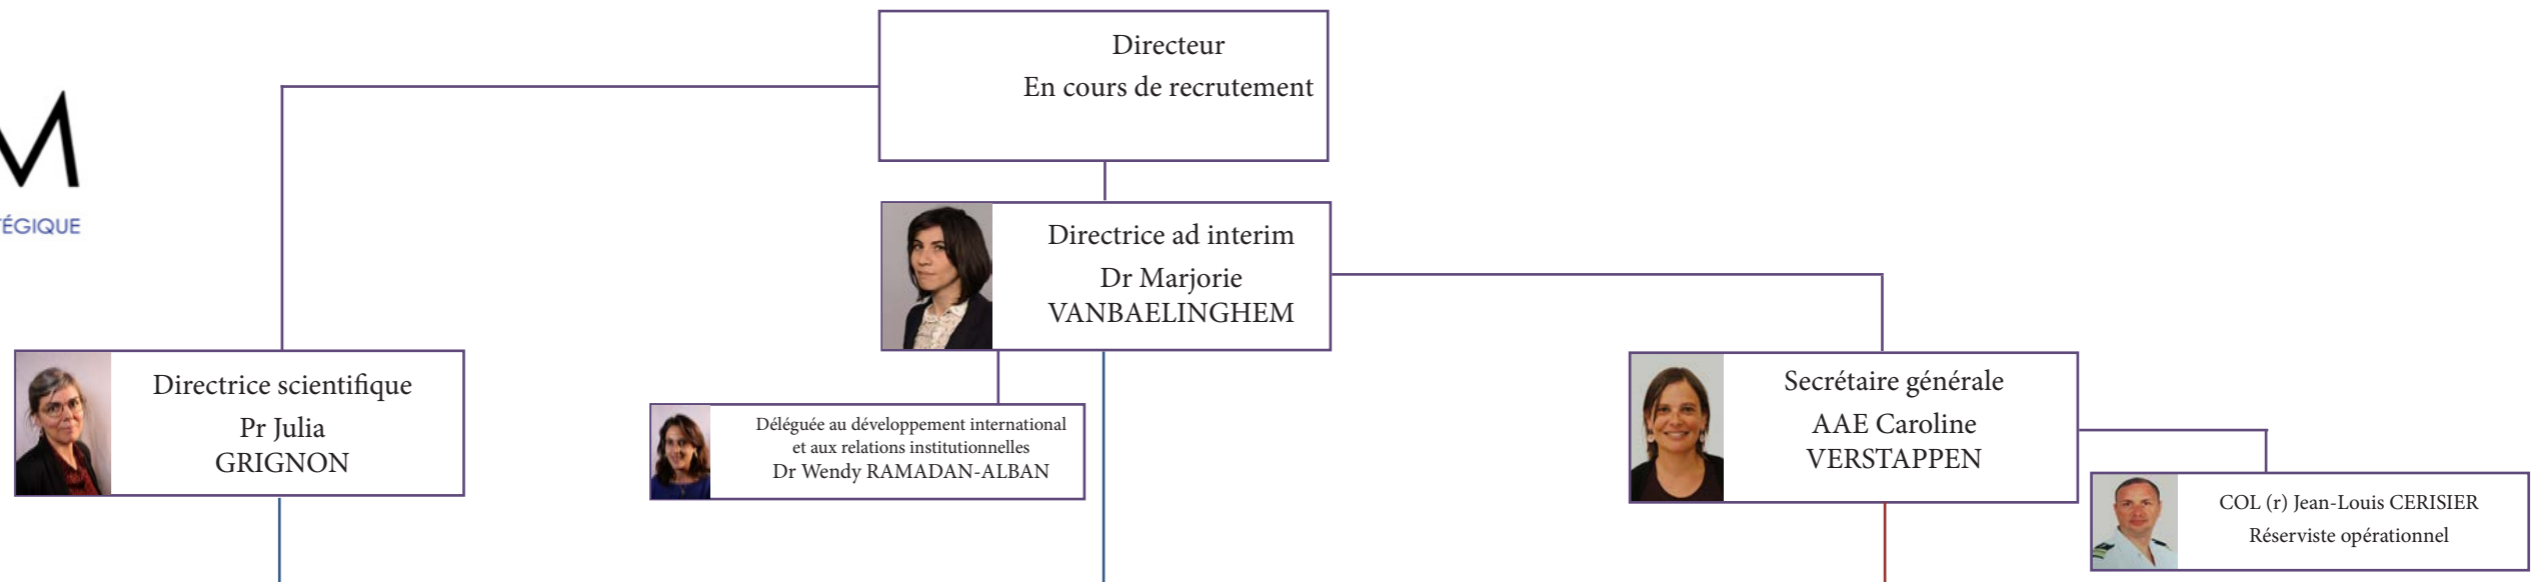 Directeur
En cours de recrutement
M
TÉGIQUE
Directrice ad interim
Dr Marjorie
VANBAELINGHEM
Directrice scientifique
Pr Julia
GRIGNON
Déléguée au développement international
et aux relations institutionnelles
Dr Wendy RAMADAN-ALBAN
Secrétaire générale
AAE Caroline
VERSTAPPEN
COL (r) Jean-Louis CERISIER
Réserviste opérationnel